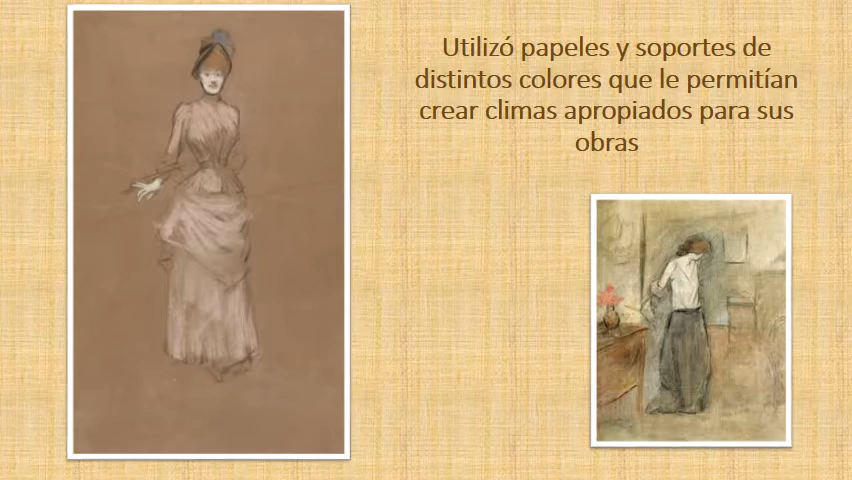 Utilizó papeles y soportes de
distintos colores que le permitían
crear climas apropiados para sus
obras